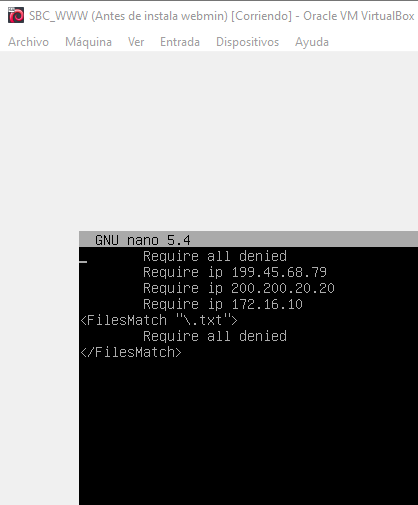 SBC_WWW (Antes de instala webmin) [Corriendo] - Oracle VM VirtualBox
Archivo Máquina Ver Entrada Dispositivos Ayuda
GNU nano 5.4
Require all denied
Require ip 199.45.68.79
Require ip 200.200.20.20
Require ip 172.16.10
<FilesMatch "\.txt">
Require all denied
</FilesMatch>